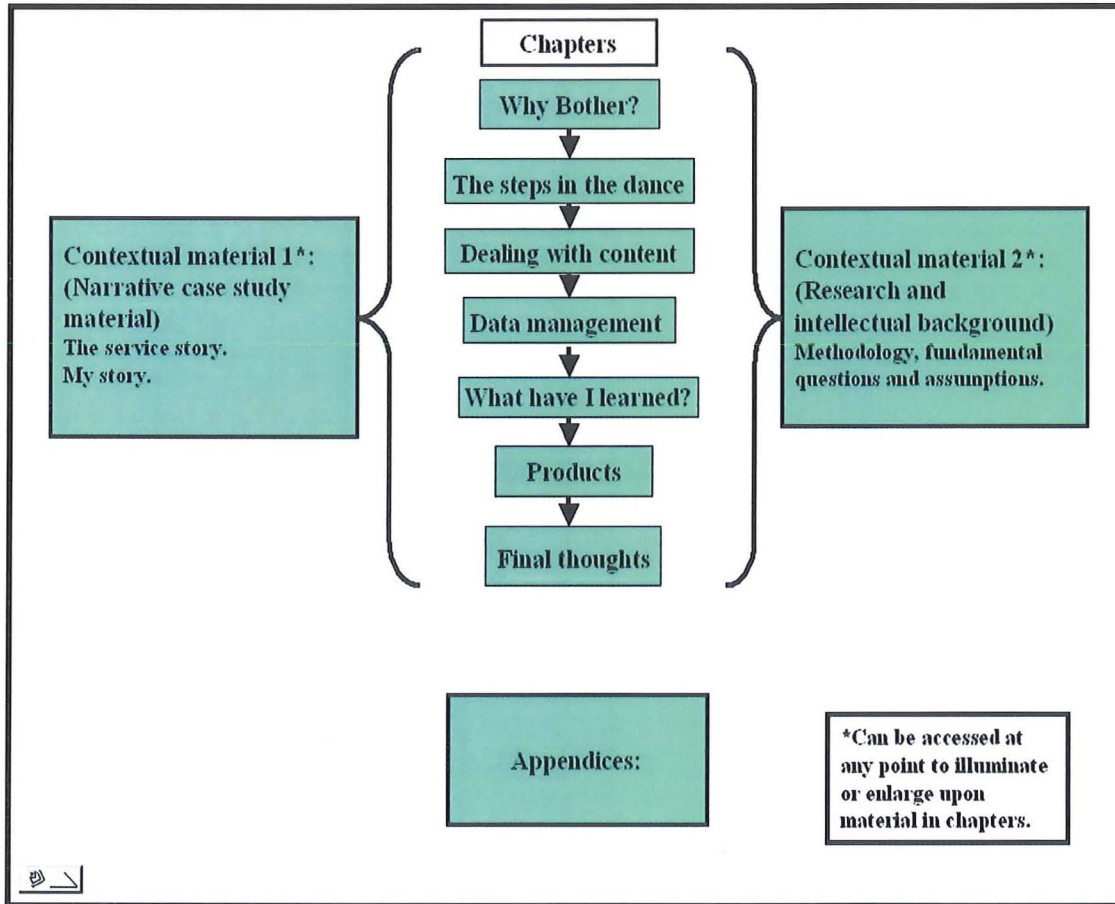 Chapters
Why Bother?
The steps in the dance
Dealing with content
Data management
What have I learned?
Products
Final thoughts
Contextual material 1*:
(Narrative case study
material)
The service story.
My story.
Contextual material 2*:
(Research and
intellectual background)
Methodology, fundamental
questions and assumptions.
Appendices:
*Can be accessed at
any point to illuminate
or enlarge upon
material in chapters.